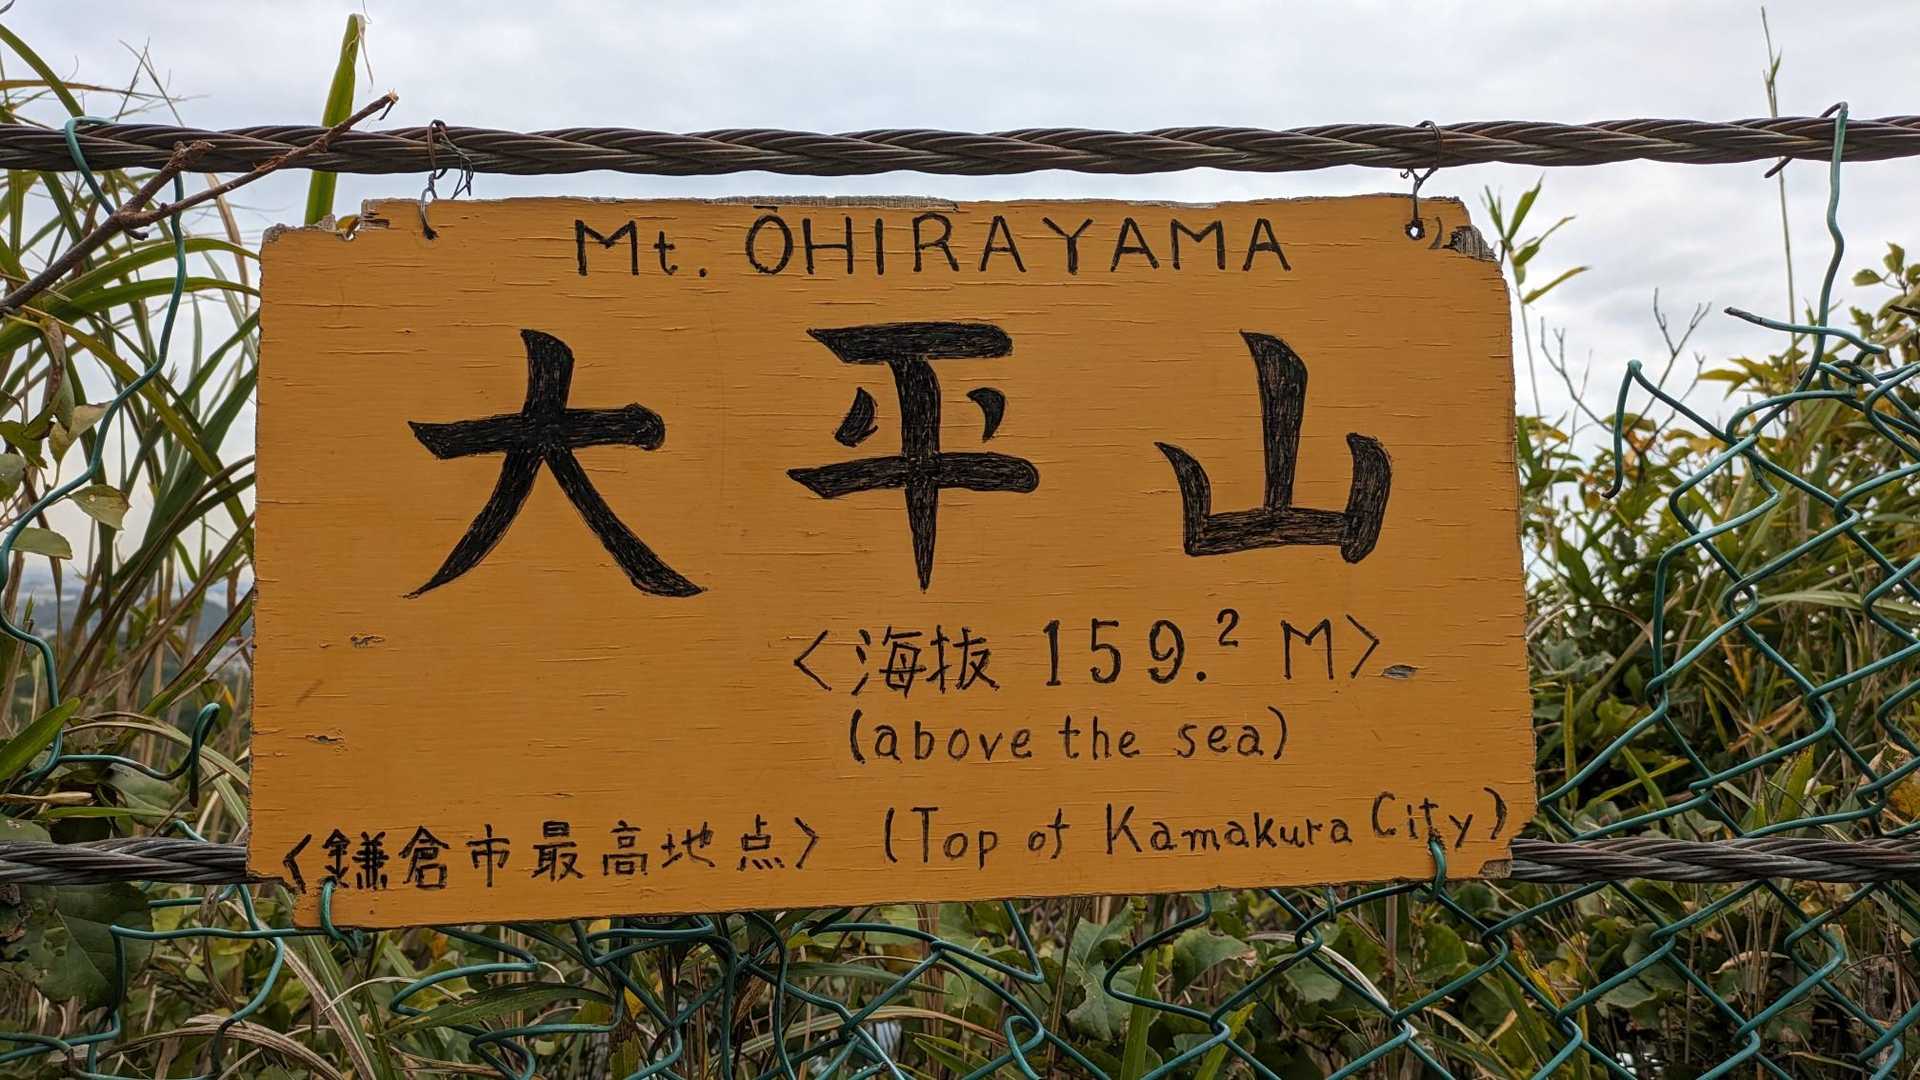 Mt. ŌHIRAYAMA
大平山
<海抜 159.² M>
(above the sea)
<鎌倉市最高地点> (Top of Kamakura City)